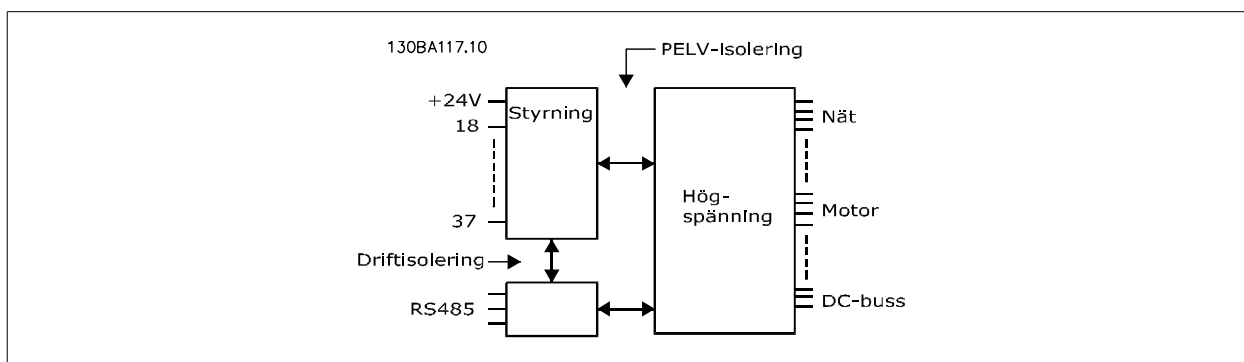 130BA117.10
PELV-isolering
+24V
Styrning
18
Nät
Hög-
spänning
Motor
37
Driftisolering
RS485
DC-buss